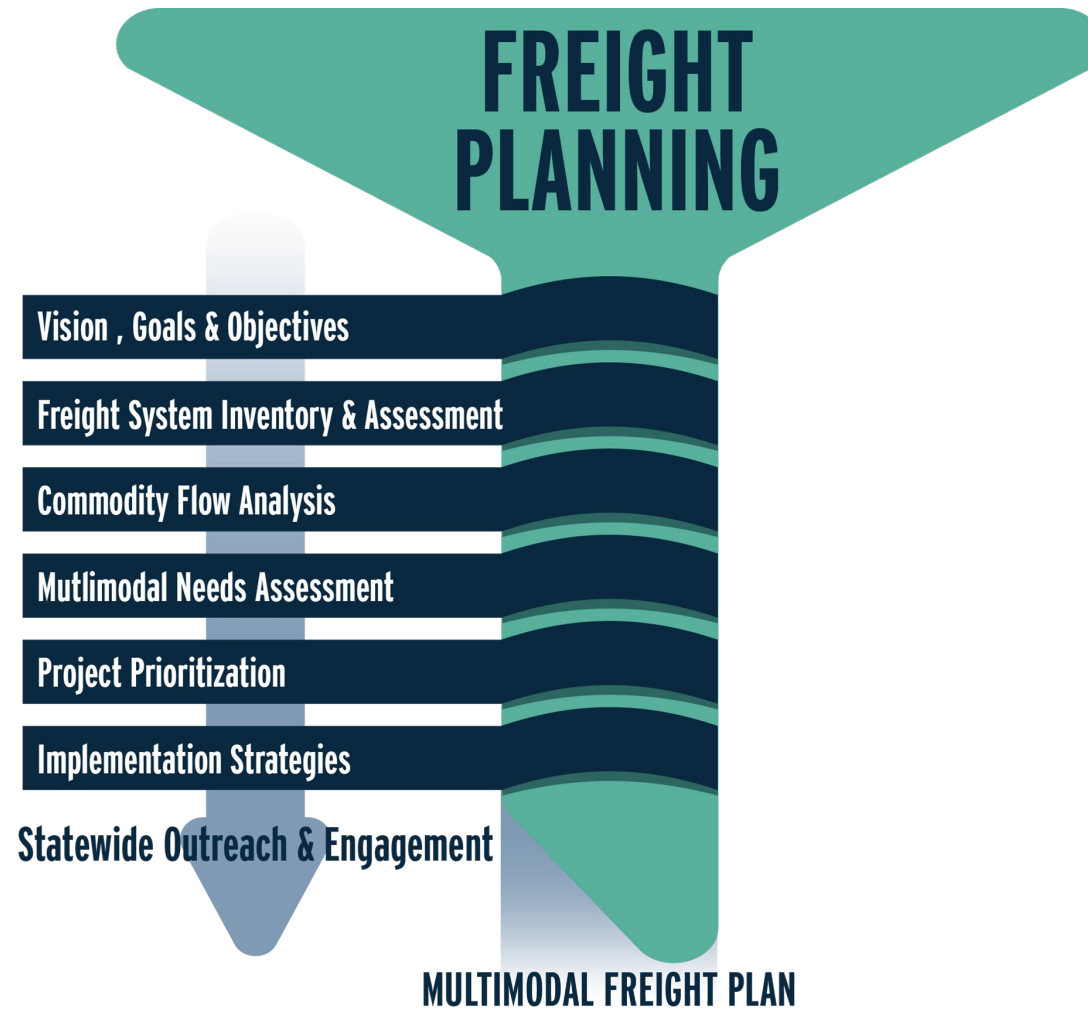 FREIGHT
PLANNING
Vision , Goals & Objectives
Freight System Inventory & Assessment
Commodity Flow Analysis
Mutlimodal Needs Assessment
Project Prioritization
Implementation Strategies
Statewide Outreach & Engagement
MULTIMODAL FREIGHT PLAN